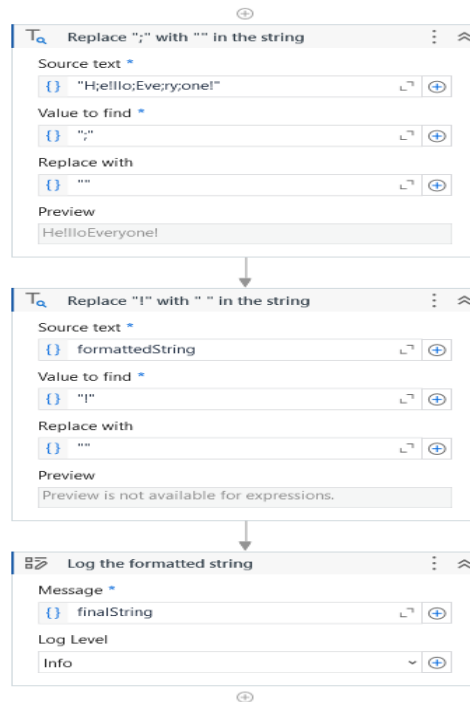 Replace ";" with "" in the string
Source text *
{} "H;e!llo;Eve;ry;one!"
Value to find *
{} ";"
Replace with
{} ""
Preview
He!lloEveryone!
Replace "!" with " " in the string
Source text *
{} formattedString
Value to find *
{} "!"
Replace with
{} ""
Preview
Preview is not available for expressions.
Log the formatted string
Message *
{} finalString
Log Level
Info